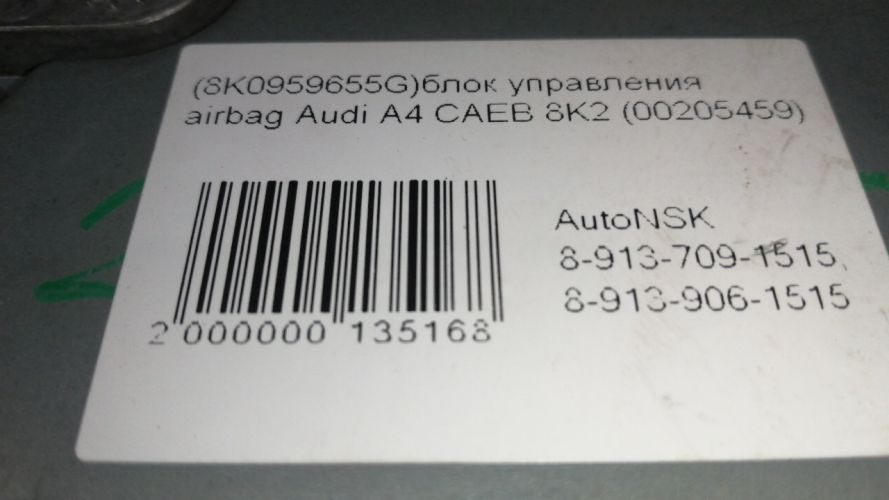 (8K0959655G)блок управления
airbag Audi A4 CAEB 8K2 (00205459)
AutoNSK
8-913-709-1515,
8-913-906-1515
2 000000 135168